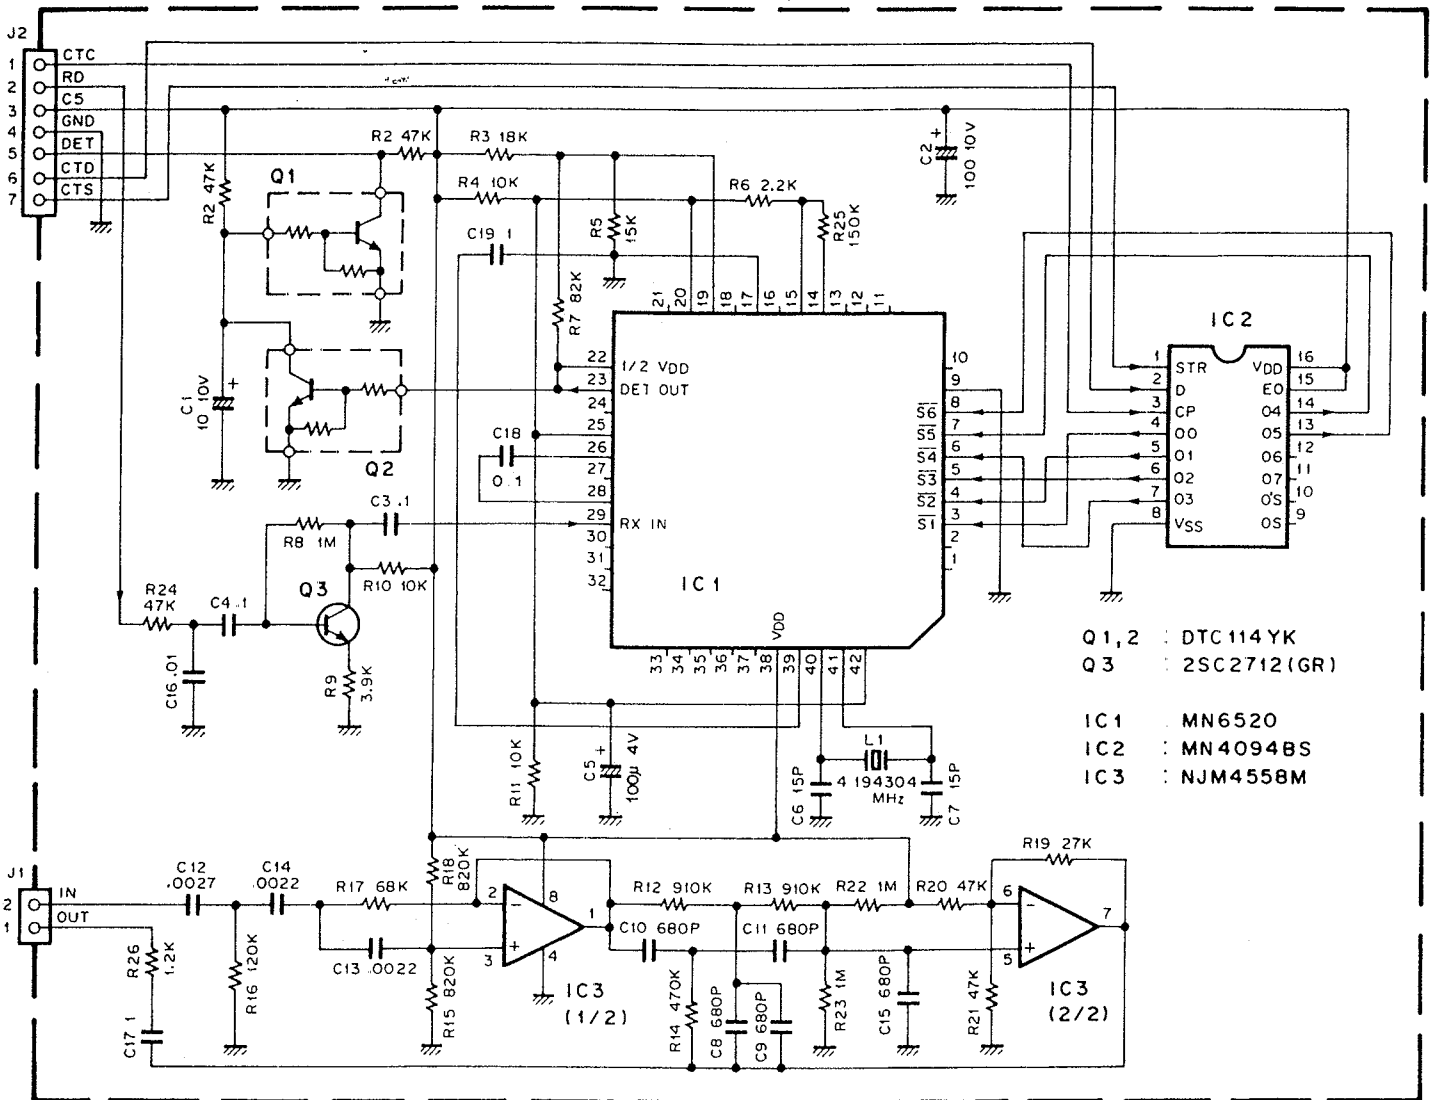 J2
1 CTC
2 RD
3 C5
4 GND
5 DET
6 CTD
7 CTS
R2 47K
R2 47K
R3 18K
R4 10K
Q1
C19 1
R5 15K
R6 2.2K
R25 150K
C2 + 100 10V
R7 82K
C1 + 10 10V
Q2
C18 0.1
C3 .1
R8 1M
R10 10K
Q3
R24 47K
C4 .1
C16 .01
R9 3.9K
21 20 19 18 17 16 15 14 13 12 11
22 1/2 VDD
23 DET OUT
24
25
26
27
28
29 RX IN
30
31
32
IC1
10
9
8 S6
7 S5
6 S4
5 S3
4 S2
3 S1
2
1
VDD
33 34 35 36 37 38 39 40 41 42
IC2
1 STR
2 D
3 CP
4 O0
5 O1
6 O2
7 O3
8 VSS
VDD 16
EO 15
O4 14
O5 13
O6 12
O7 11
O'S 10
OS 9
R11 10K
C5 + 100µ 4V
L1
4 194304 MHz
C6 15P
C7 15P
Q1,2 : DTC114YK
Q3 : 2SC2712(GR)
IC1 MN6520
IC2 : MN4094BS
IC3 : NJM4558M
J1
2 IN
1 OUT
C12 .0027
C14 .0022
R17 68K
R18 820K
C13 .0022
R26 1.2K
R16 120K
R15 820K
C17 1
2 - 8 1
3 + 4
IC3 (1/2)
R12 910K
R13 910K
R22 1M
R20 47K
R19 27K
C10 680P
C11 680P
R14 470K
C8 680P
C9 680P
R23 1M
C15 680P
R21 47K
6 - 7
5 +
IC3 (2/2)